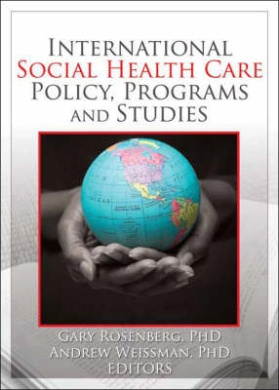 International
Social Health Care
Policy, Programs
and Studies
Gary Rosenberg, PhD
Andrew Weissman, PhD
EDITORS